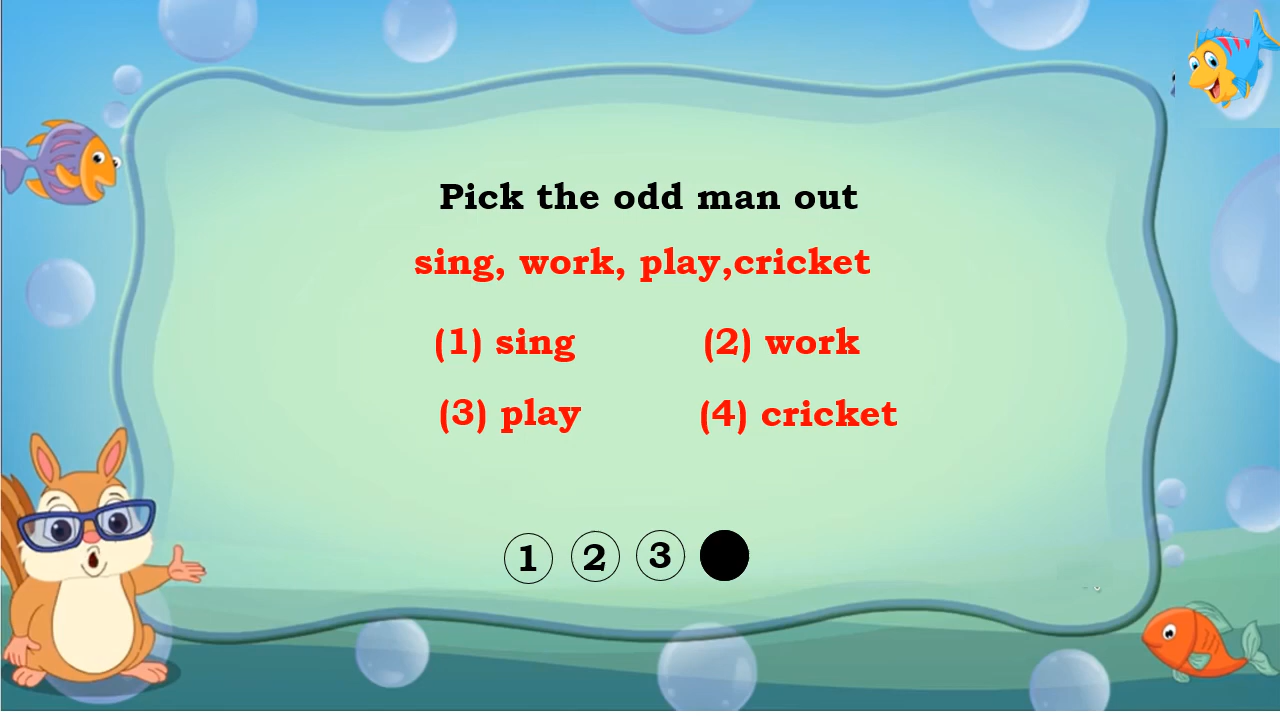 Pick the odd man out
sing, work, play,cricket
(1) sing (2) work
(3) play (4) cricket
1 2 3